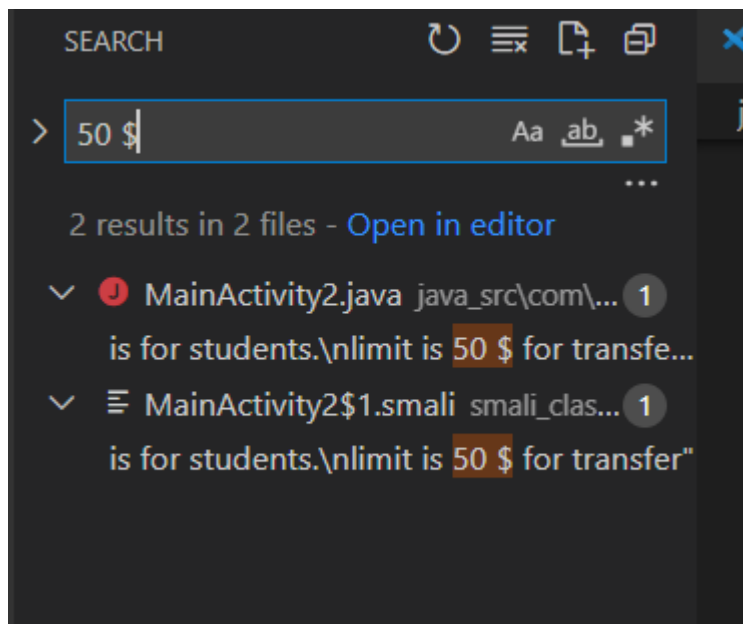 SEARCH
50 $
Aa ab *
...
2 results in 2 files - Open in editor
J MainActivity2.java java_src\com\... 1
is for students.\nlimit is 50 $ for transfe...
MainActivity2$1.smali smali_clas... 1
is for students.\nlimit is 50 $ for transfer"